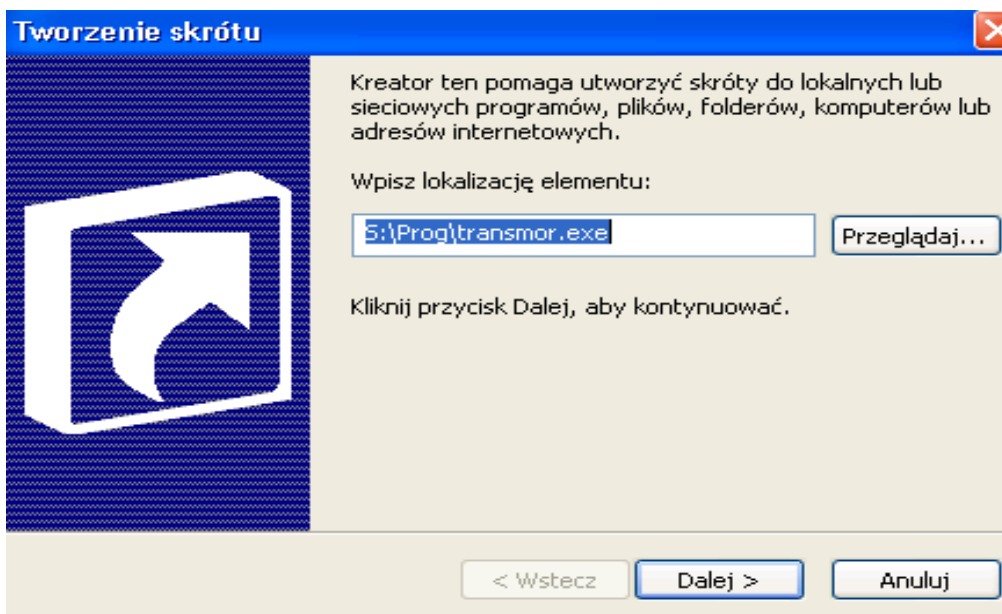 Tworzenie skrótu
Kreator ten pomaga utworzyć skróty do lokalnych lub
sieciowych programów, plików, folderów, komputerów lub
adresów internetowych.
Wpisz lokalizację elementu:
S:\Prog\transmor.exe
Przeglądaj...
Kliknij przycisk Dalej, aby kontynuować.
< Wstecz
Dalej >
Anuluj